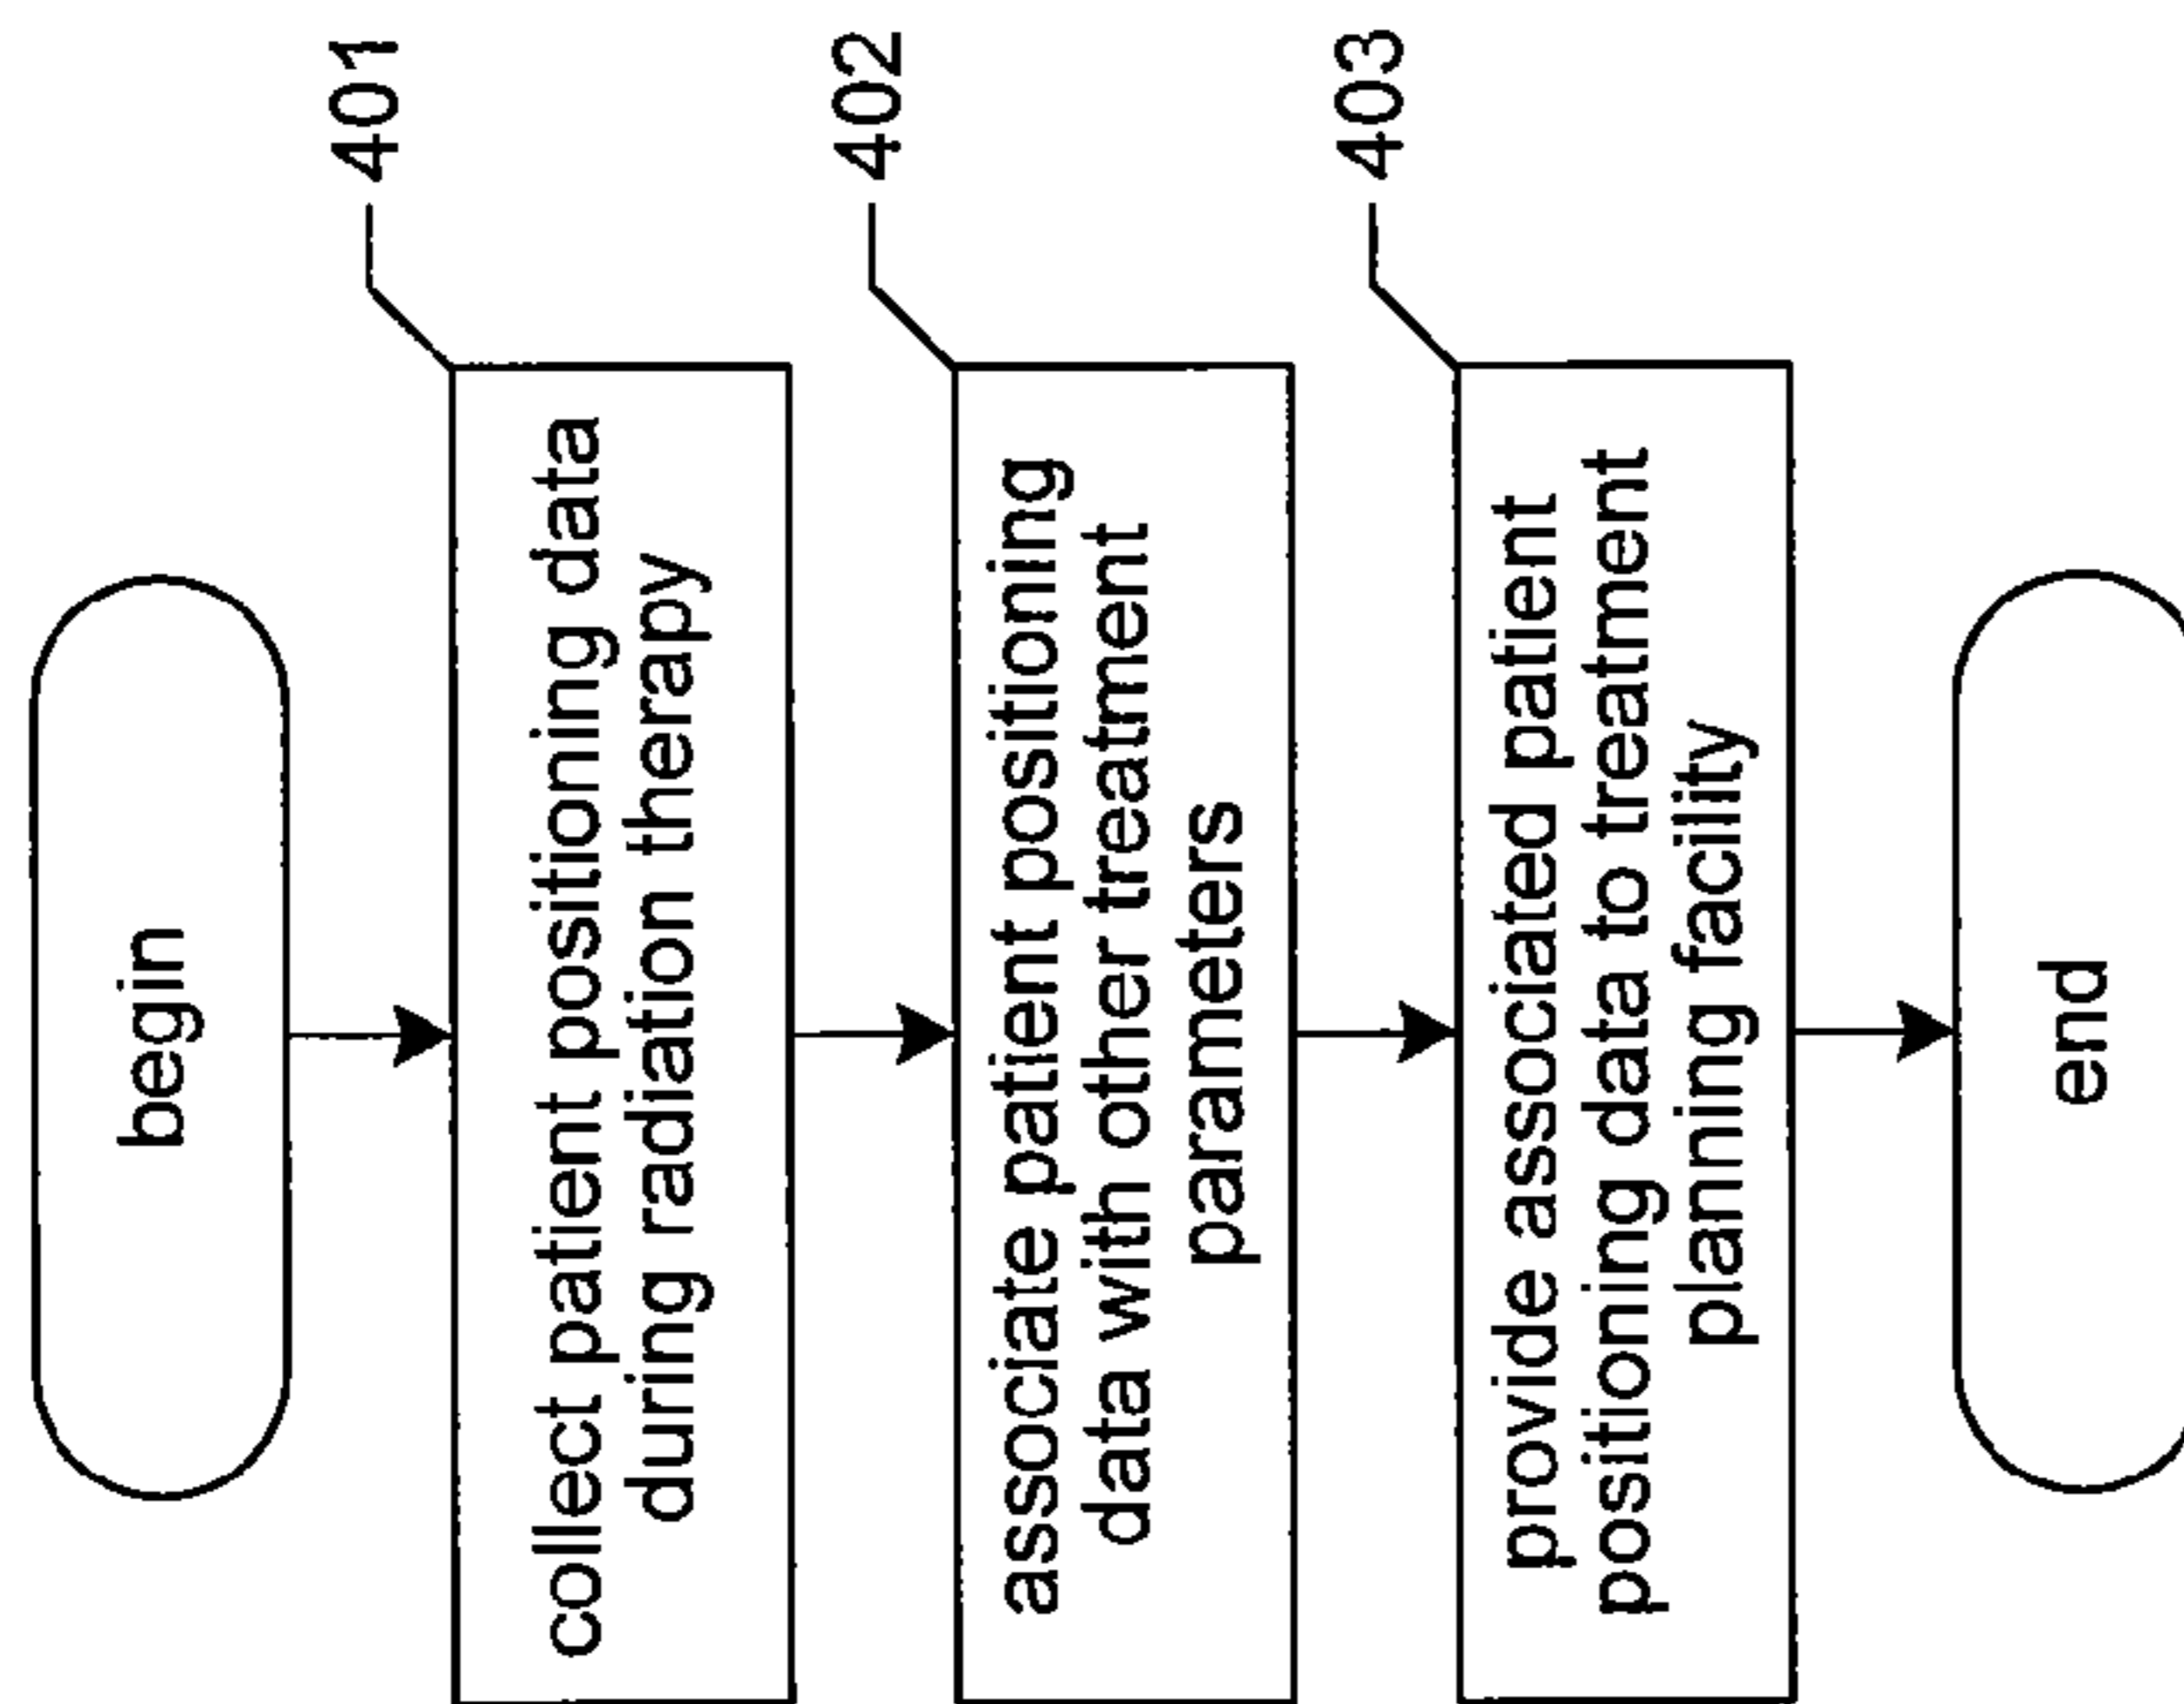 begin
401
collect patient positioning data
during radiation therapy
402
associate patient positioning
data with other treatment
parameters
403
provide associated patient
positioning data to treatment
planning facility
end